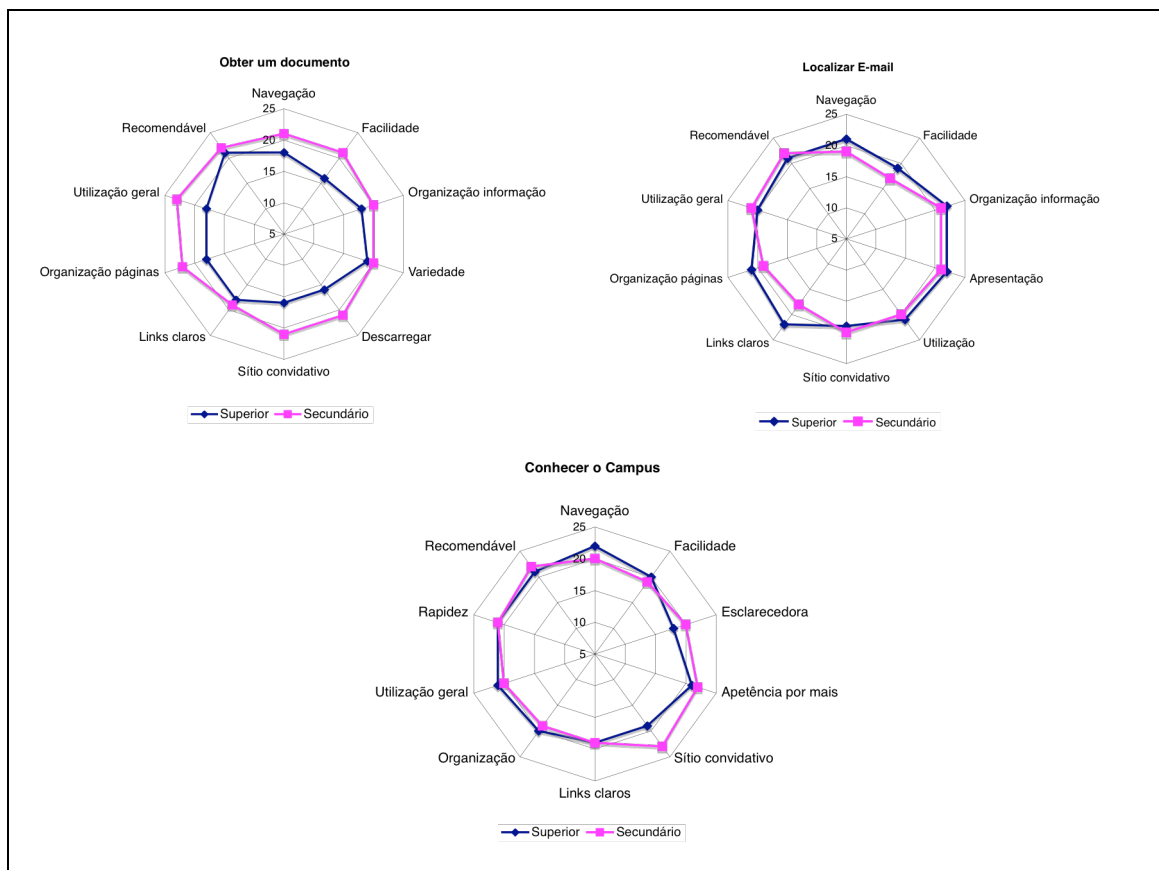 Obter um documento
Navegação
Facilidade
Organização informação
Variedade
Descarregar
Sítio convidativo
Links claros
Organização páginas
Utilização geral
Recomendável
25
20
15
10
5
Superior Secundário
Localizar E-mail
Navegação
Facilidade
Organização informação
Apresentação
Utilização
Sítio convidativo
Links claros
Organização páginas
Utilização geral
Recomendável
25
20
15
10
5
Superior Secundário
Conhecer o Campus
Navegação
Facilidade
Esclarecedora
Apetência por mais
Sítio convidativo
Links claros
Organização
Utilização geral
Rapidez
Recomendável
25
20
15
10
5
Superior Secundário